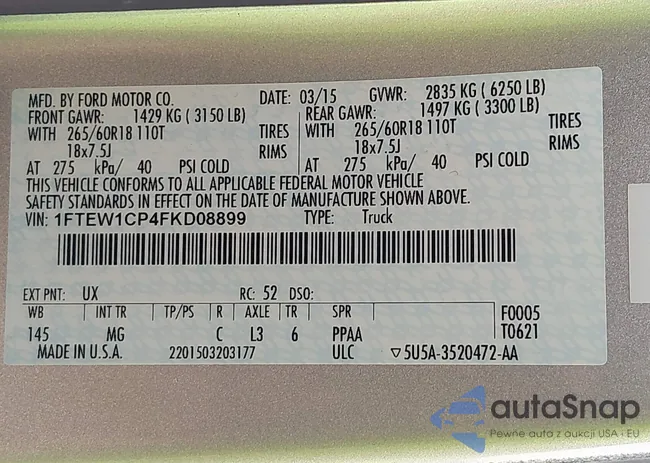 MFD. BY FORD MOTOR CO. DATE: 03/15 GVWR: 2835 KG ( 6250 LB)
FRONT GAWR: 1429 KG ( 3150 LB) REAR GAWR: 1497 KG ( 3300 LB)
WITH 265/60R18 110T TIRES WITH 265/60R18 110T TIRES
18x7.5J RIMS 18x7.5J RIMS
AT 275 kPa/ 40 PSI COLD AT 275 kPa/ 40 PSI COLD
THIS VEHICLE CONFORMS TO ALL APPLICABLE FEDERAL MOTOR VEHICLE
SAFETY STANDARDS IN EFFECT ON THE DATE OF MANUFACTURE SHOWN ABOVE.
VIN: 1FTEW1CP4FKD08899 TYPE: Truck
EXT PNT: UX RC: 52 DSO:
WB INT TR TP/PS R AXLE TR SPR F0005
145 MG C L3 6 PPAA T0621
MADE IN U.S.A. 2201503203177 ULC ▽5U5A-3520472-AA
autaSnap
Pewne auta z aukcji USA - EU